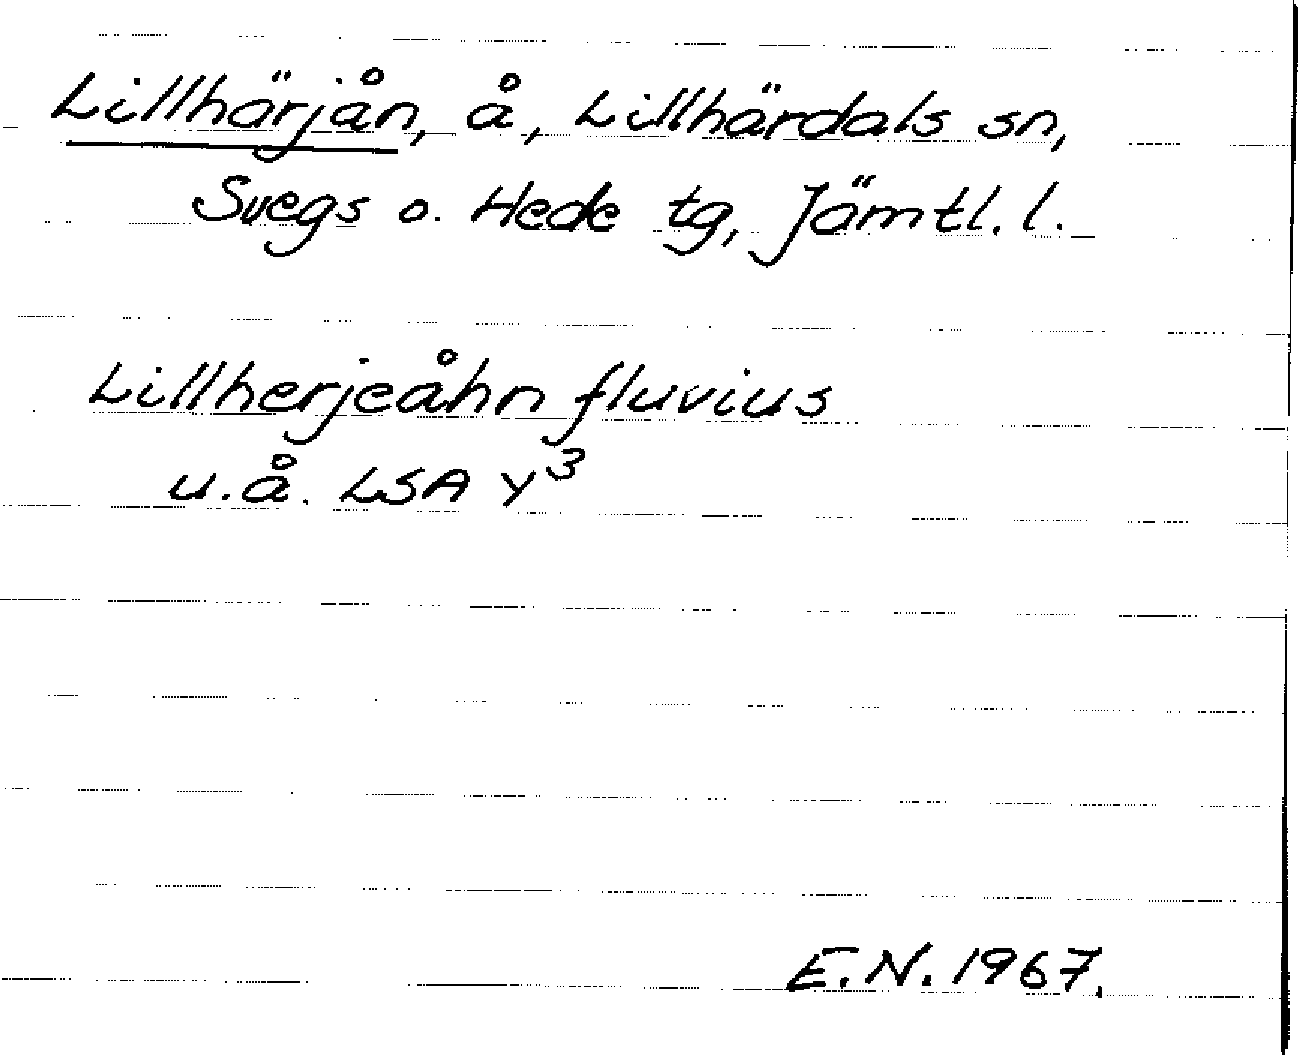 Lillhärjån, å, Lillhärdals sn,
Svegs o. Hede tg, Jämtl. l.
Lillherjeåhn fluvius
u.å. LSA Y³
E.N. 1967.